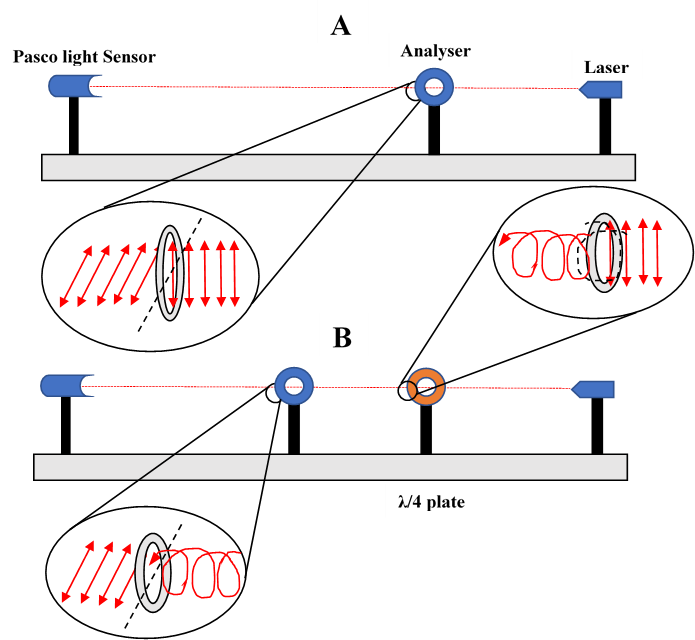 A
Pasco light Sensor
Analyser
Laser
B
λ/4 plate